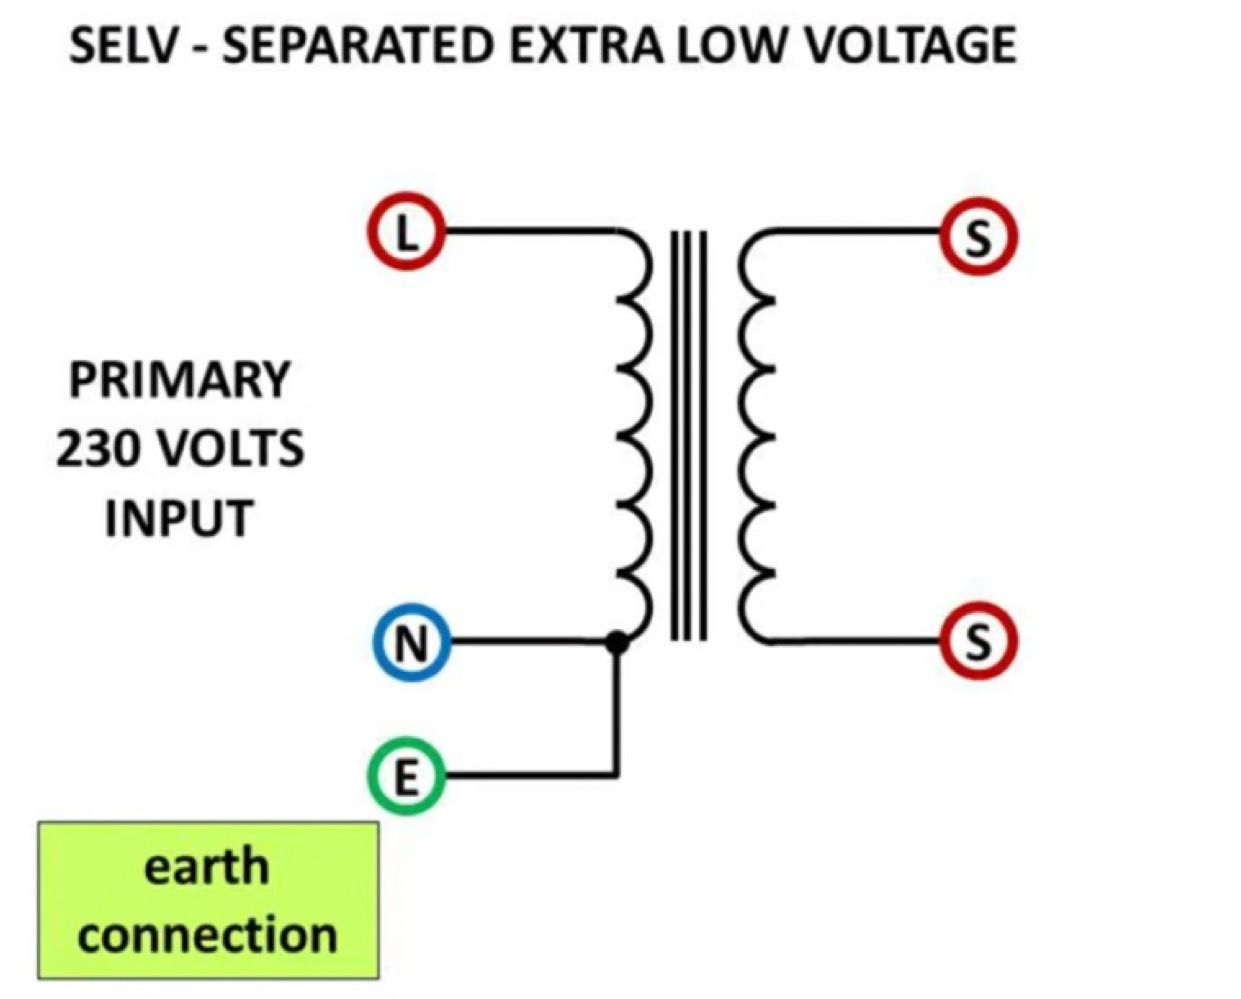 SELV - SEPARATED EXTRA LOW VOLTAGE
L
S
PRIMARY
230 VOLTS
INPUT
N
S
E
earth
connection